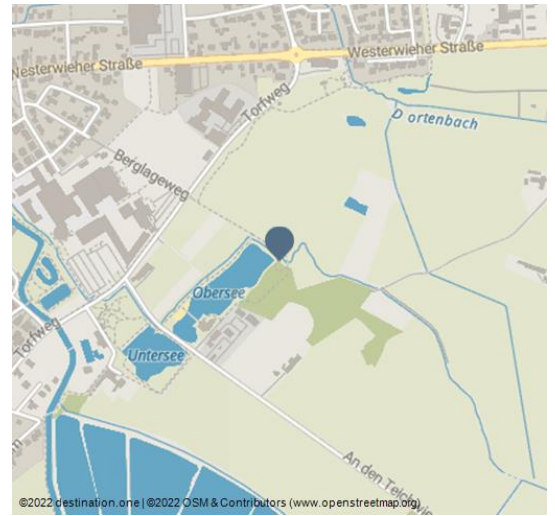 Westerwieher Straße
Westerwieher Straße
Torfweg
Dortenbach
Berglageweg
Obersee
Untersee
Torfweg
An den Teichwie
©2022 destination.one | ©2022 OSM & Contributors (www.openstreetmap.org)